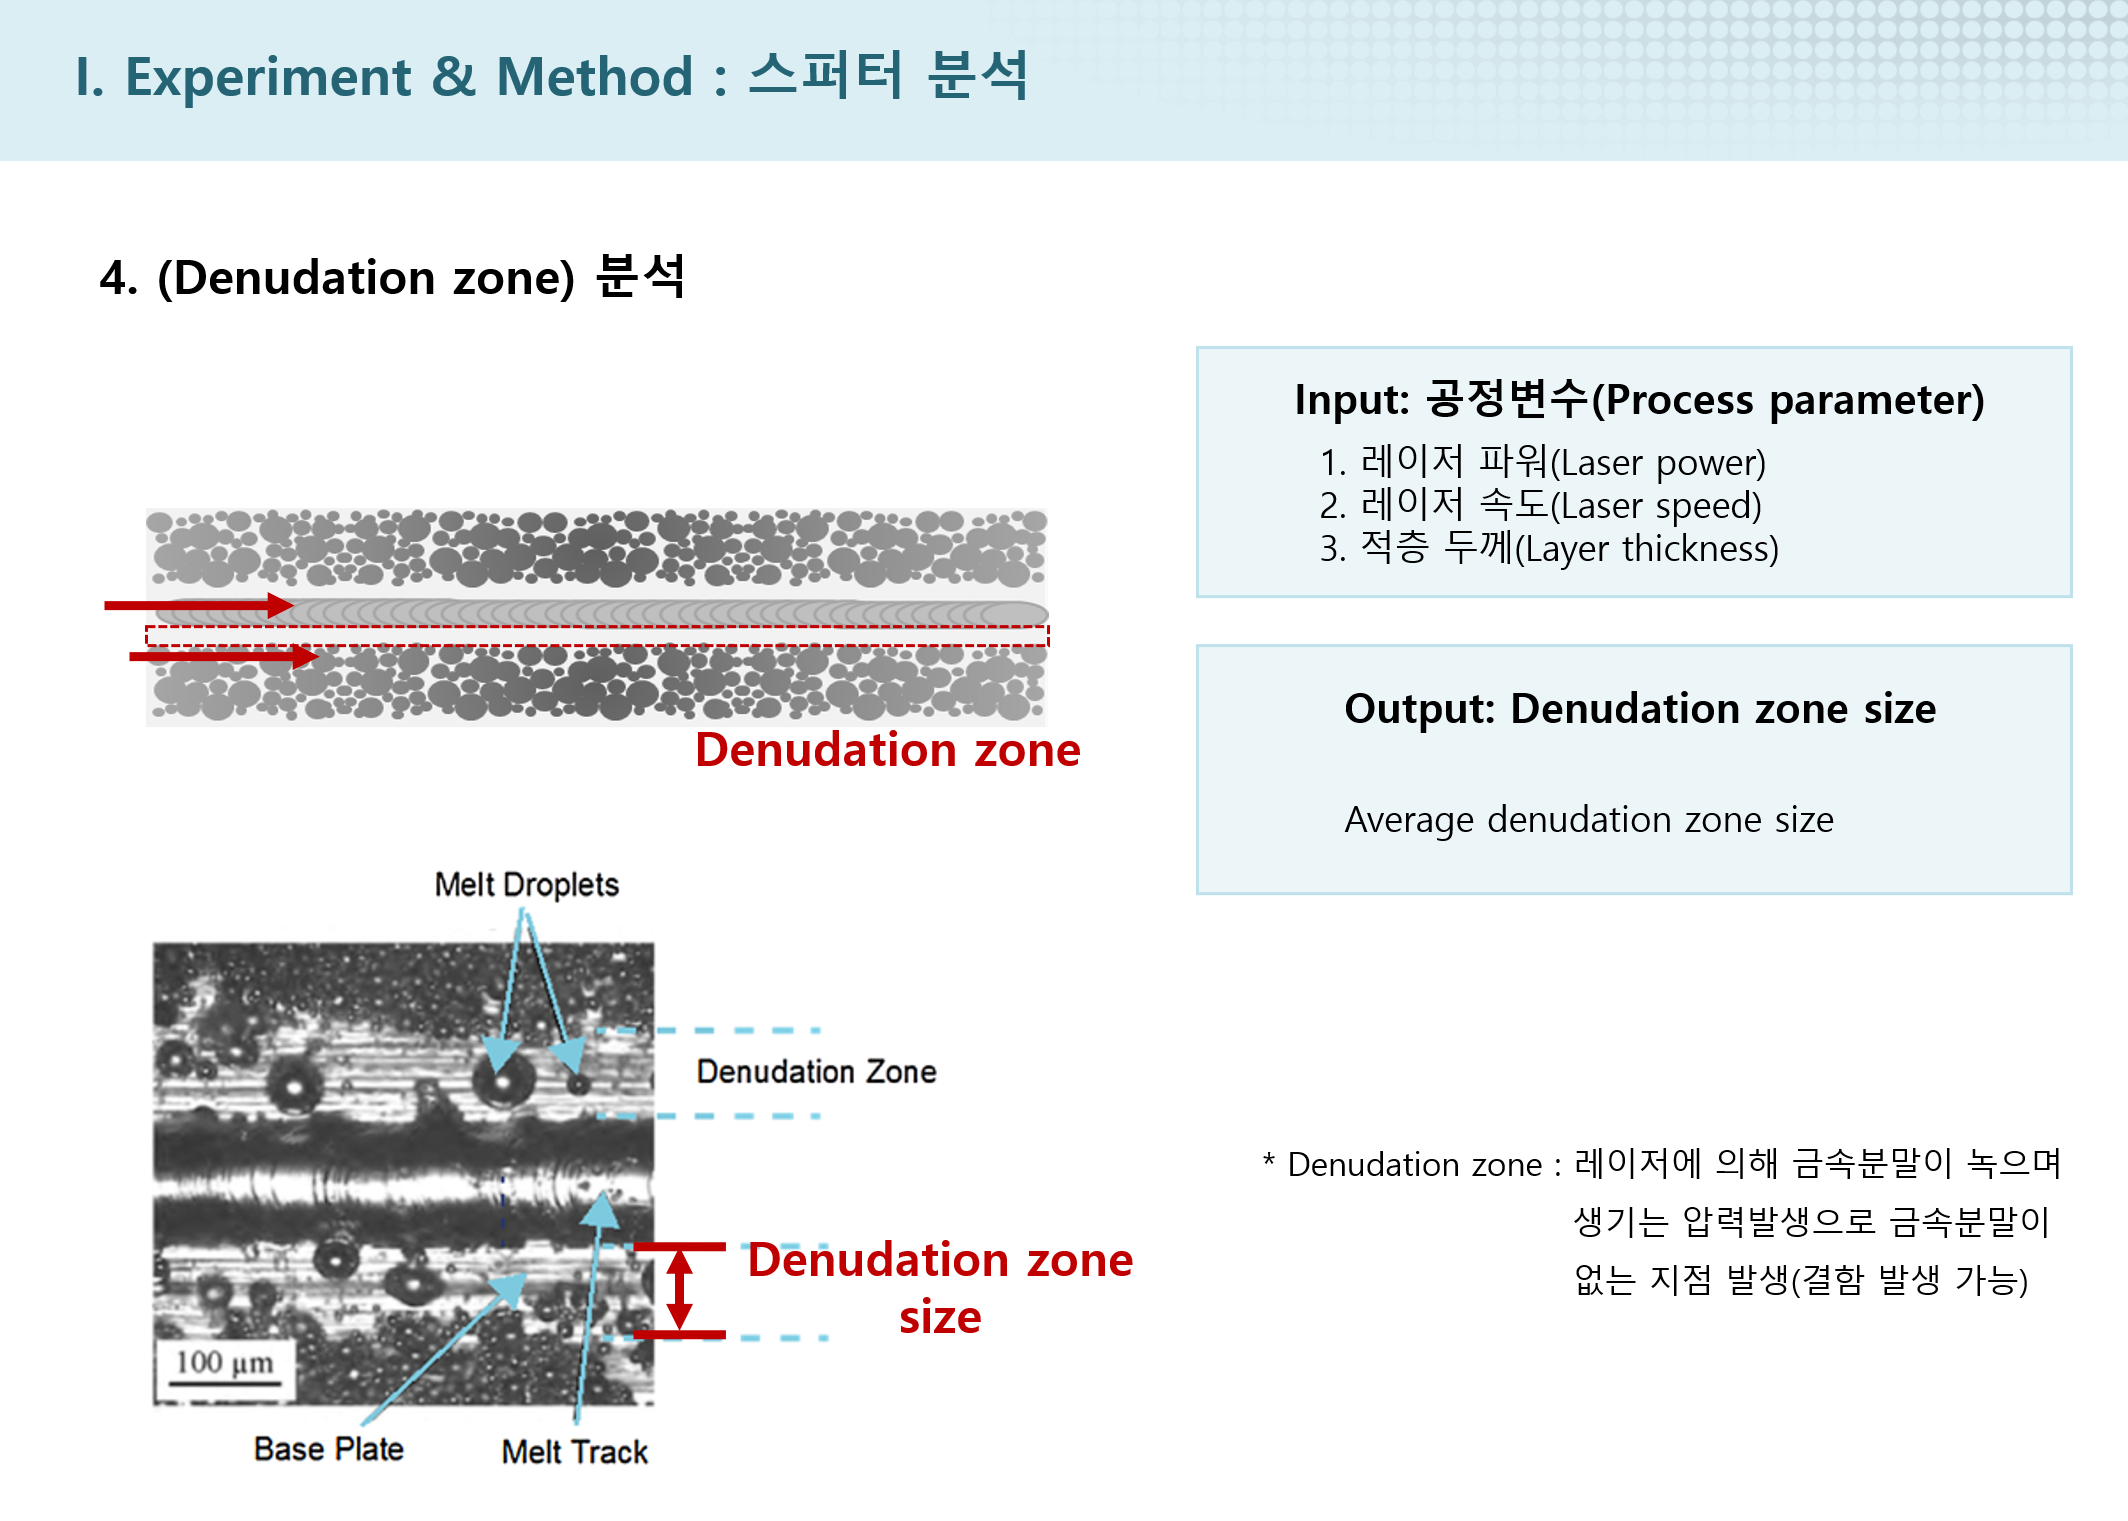 I. Experiment & Method : 스퍼터 분석
4. (Denudation zone) 분석
Denudation zone
Input: 공정변수(Process parameter)
1. 레이저 파워(Laser power)
2. 레이저 속도(Laser speed)
3. 적층 두께(Layer thickness)
Output: Denudation zone size
Average denudation zone size
Melt Droplets
Denudation Zone
Denudation zone
size
100 μm
Base Plate
Melt Track
* Denudation zone : 레이저에 의해 금속분말이 녹으며
생기는 압력발생으로 금속분말이
없는 지점 발생(결함 발생 가능)